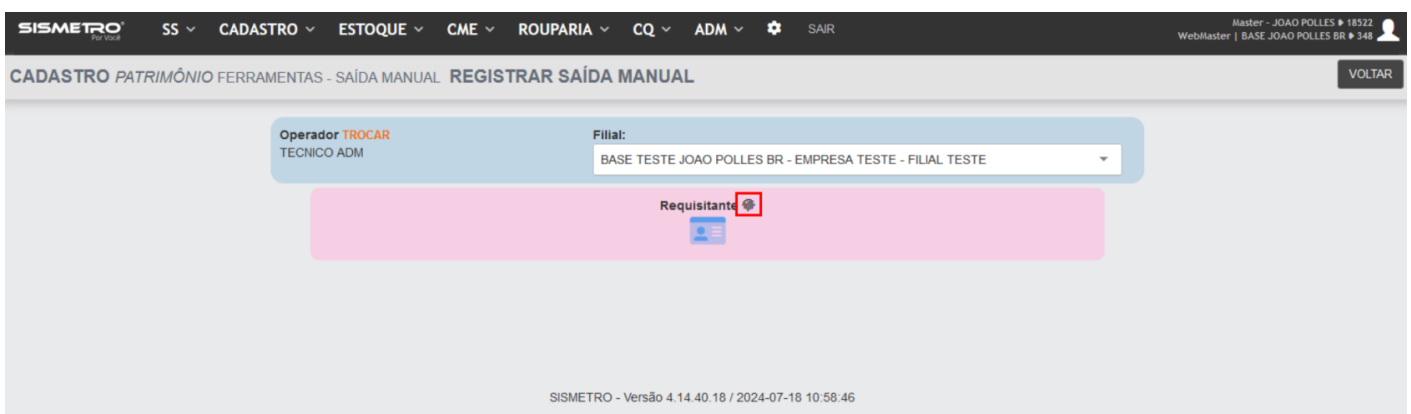 SISMETRO
Por Você
SS CADASTRO ESTOQUE CME ROUPARIA CQ ADM SAIR
Master - JOAO POLLES 18522
WebMaster | BASE JOAO POLLES BR 348
CADASTRO PATRIMÔNIO FERRAMENTAS - SAÍDA MANUAL REGISTRAR SAÍDA MANUAL
VOLTAR
Operador TROCAR
TECNICO ADM
Filial:
BASE TESTE JOAO POLLES BR - EMPRESA TESTE - FILIAL TESTE
Requisitante
SISMETRO - Versão 4.14.40.18 / 2024-07-18 10:58:46